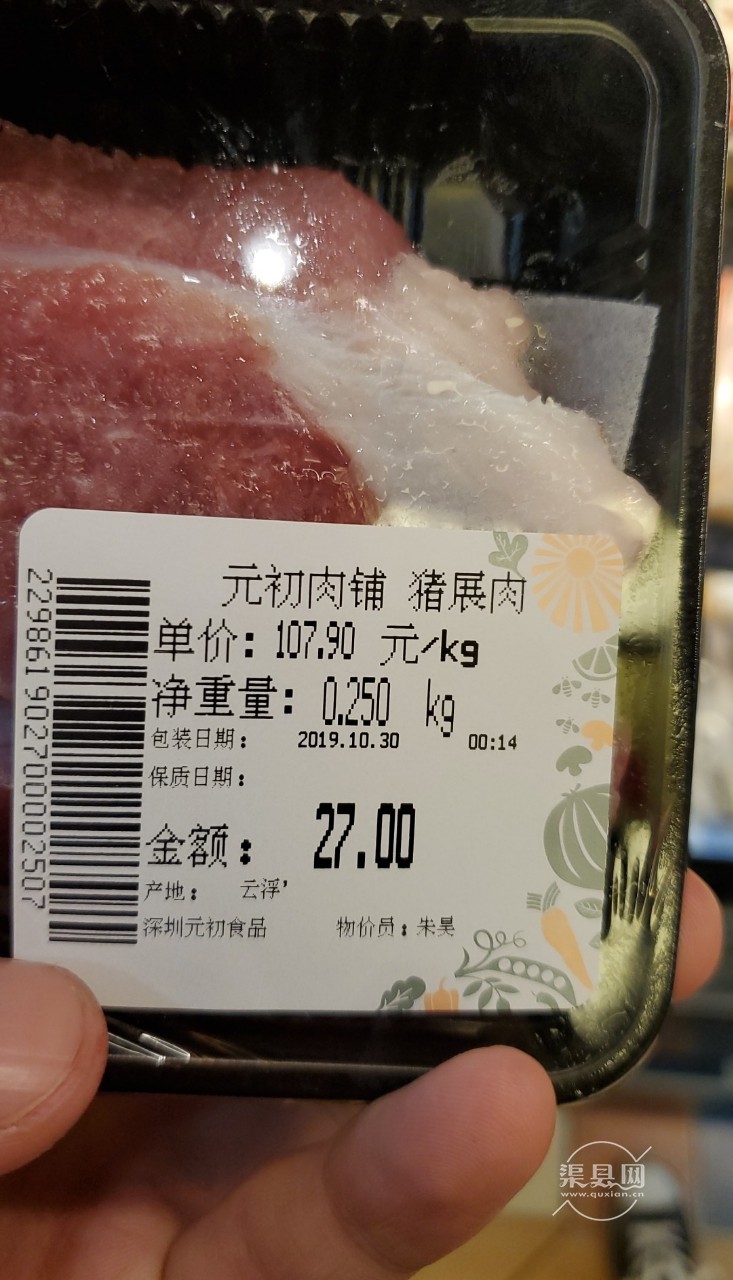 元初肉铺 猪展肉
单价：107.90 元/kg
净重量：0.250 kg
包装日期： 2019.10.30 00:14
保质日期：
金额： 27.00
产地： 云浮'
深圳元初食品 物价员：朱昊
229861902700002507
渠县网
www.quxian.cn